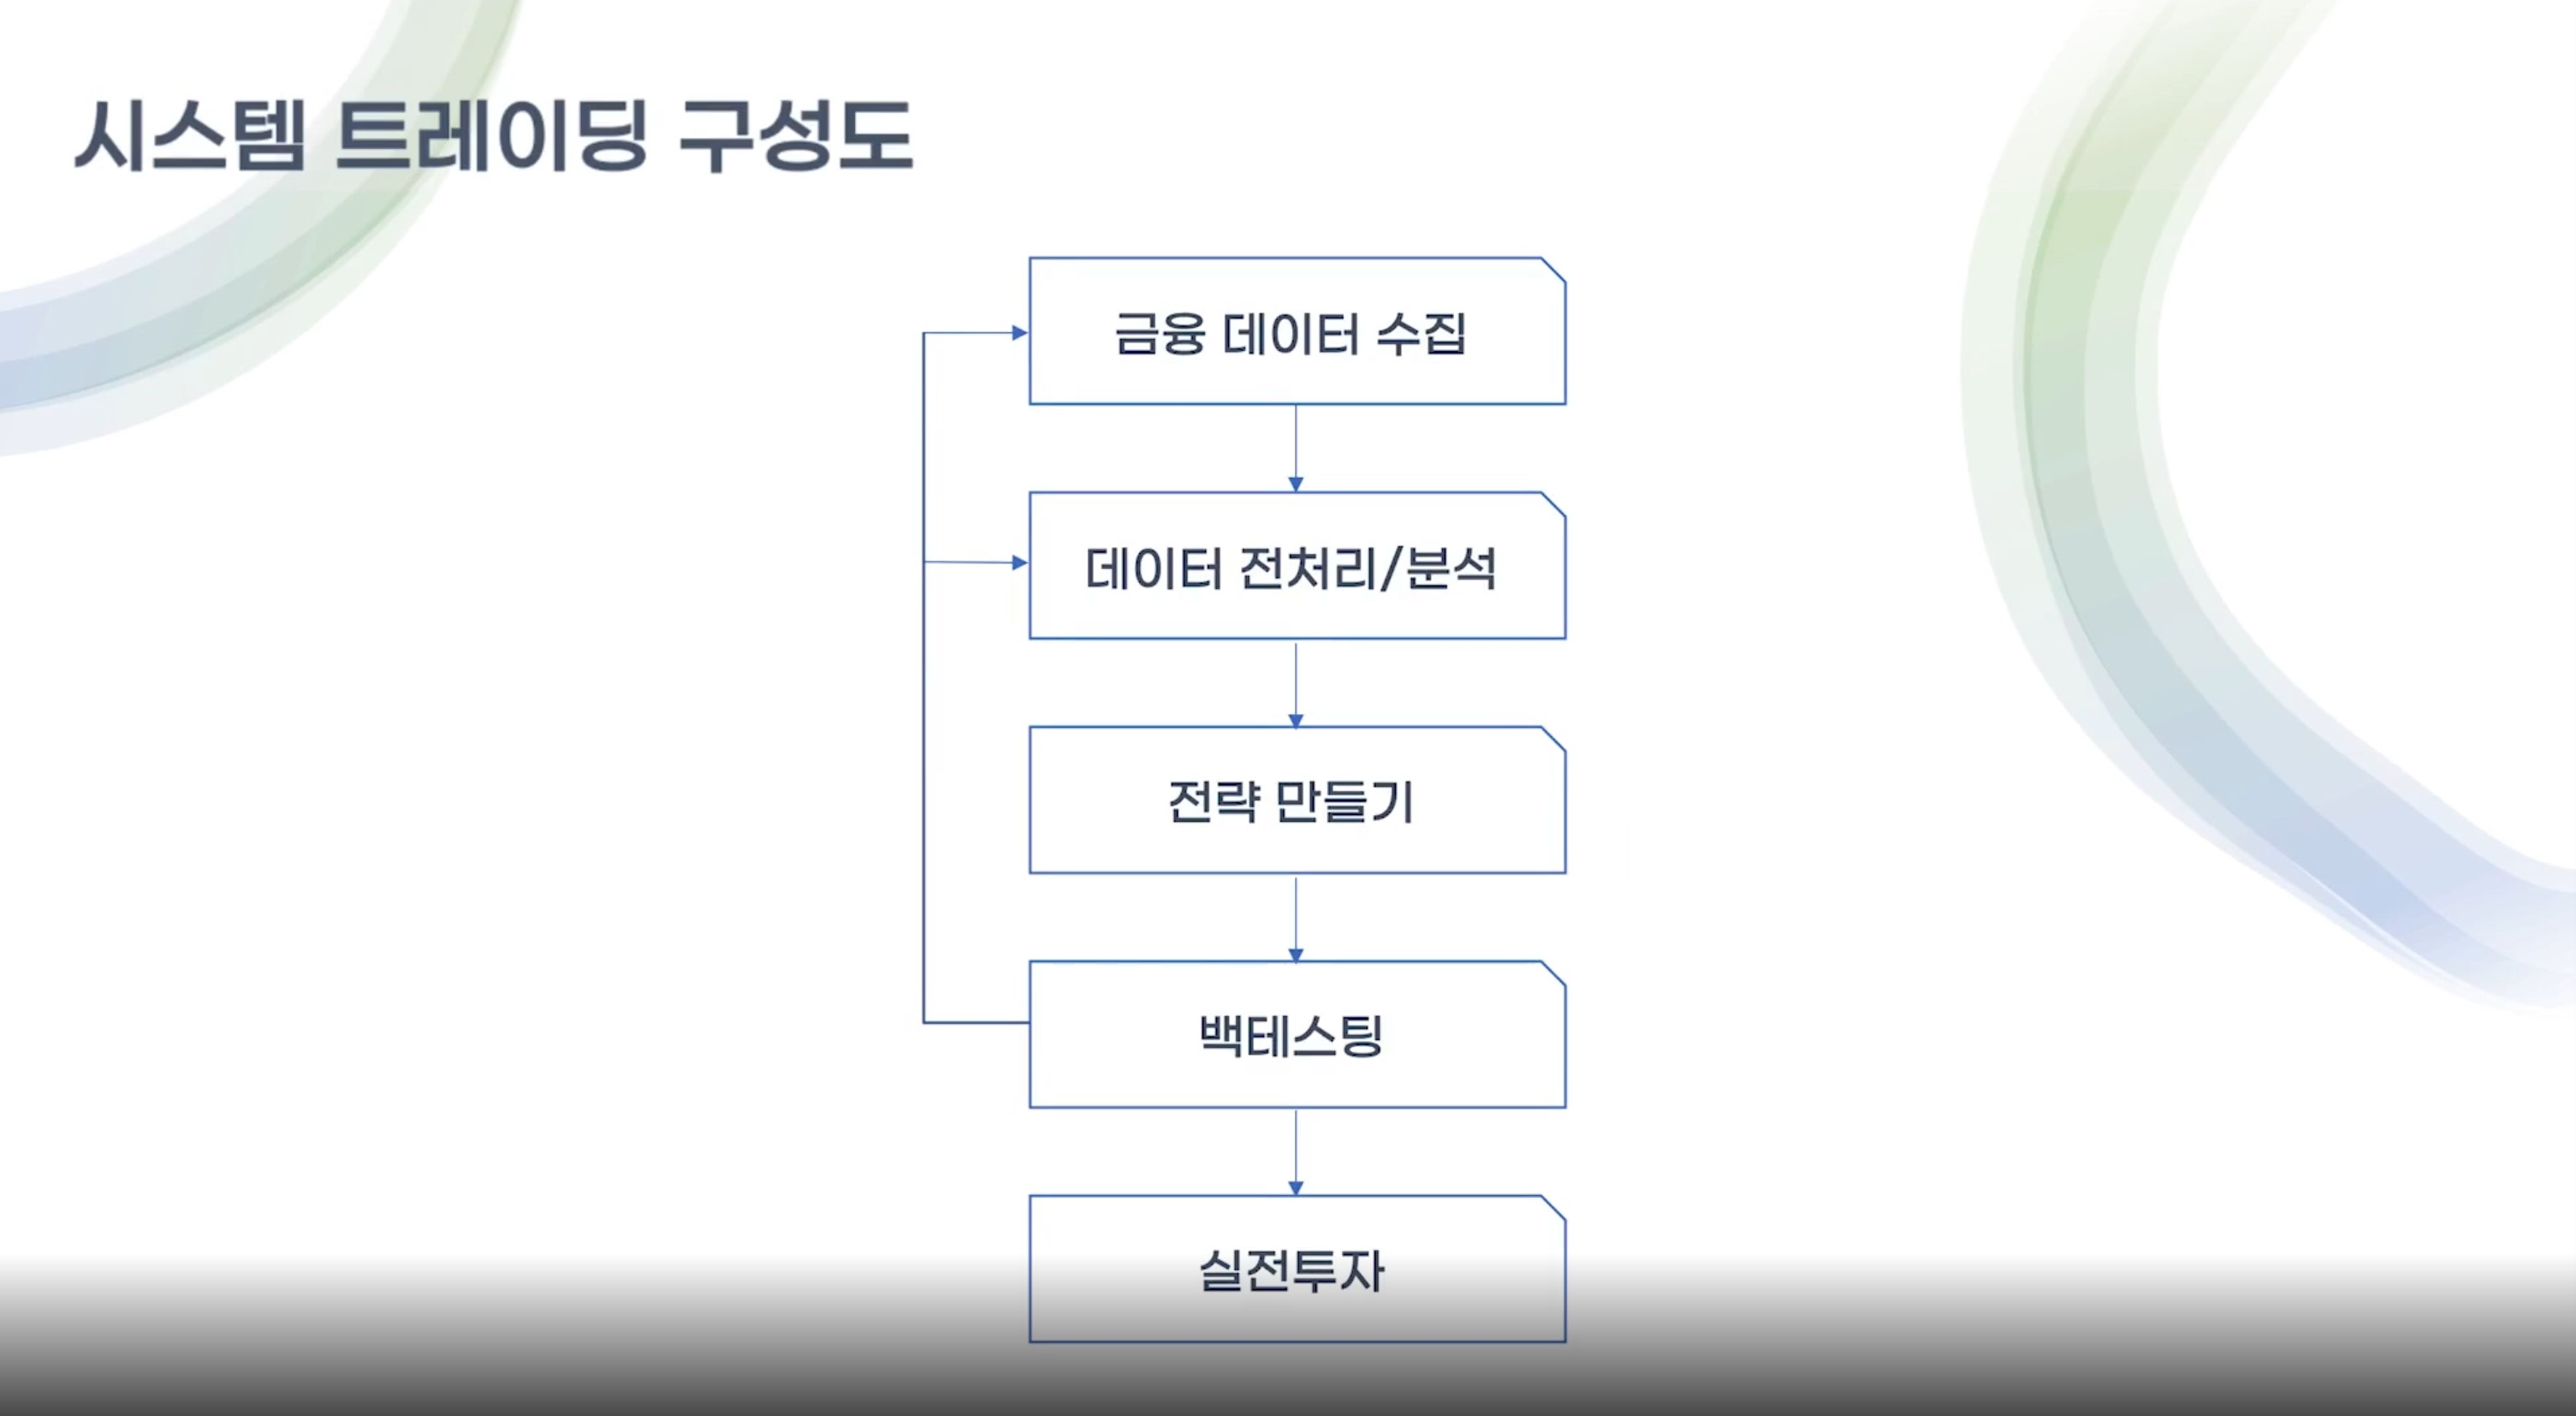 시스템 트레이딩 구성도
금융 데이터 수집
데이터 전처리/분석
전략 만들기
백테스팅
실전투자